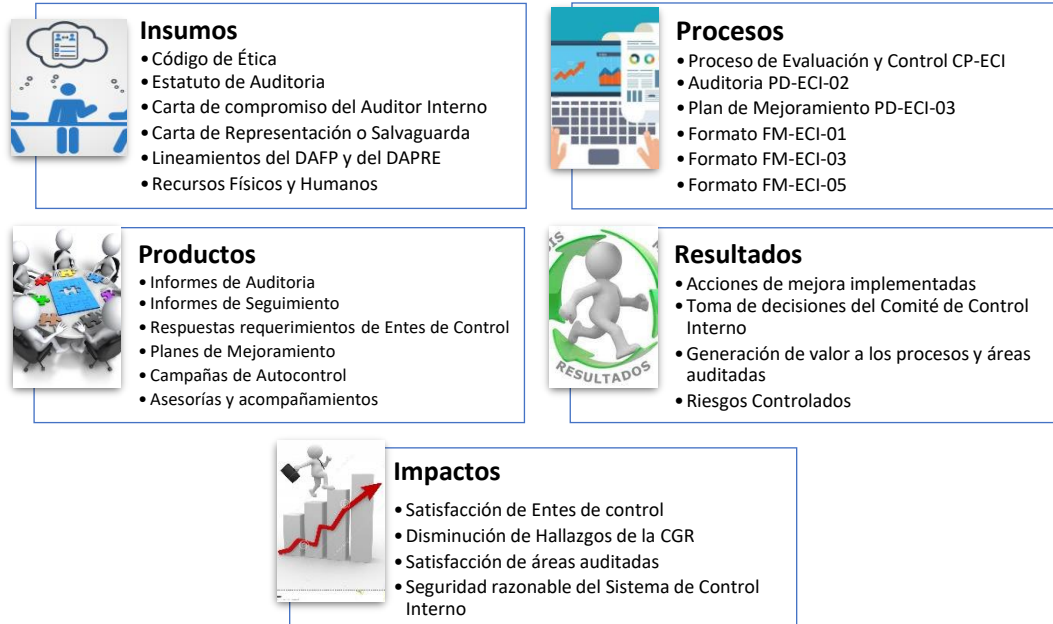 Insumos
• Código de Ética
• Estatuto de Auditoria
• Carta de compromiso del Auditor Interno
• Carta de Representación o Salvaguarda
• Lineamientos del DAFP y del DAPRE
• Recursos Físicos y Humanos
Procesos
• Proceso de Evaluación y Control CP-ECI
• Auditoria PD-ECI-02
• Plan de Mejoramiento PD-ECI-03
• Formato FM-ECI-01
• Formato FM-ECI-03
• Formato FM-ECI-05
Productos
• Informes de Auditoria
• Informes de Seguimiento
• Respuestas requerimientos de Entes de Control
• Planes de Mejoramiento
• Campañas de Autocontrol
• Asesorías y acompañamientos
RESULTADOS
Resultados
• Acciones de mejora implementadas
• Toma de decisiones del Comité de Control
Interno
• Generación de valor a los procesos y áreas
auditadas
• Riesgos Controlados
Impactos
• Satisfacción de Entes de control
• Disminución de Hallazgos de la CGR
• Satisfacción de áreas auditadas
• Seguridad razonable del Sistema de Control
Interno